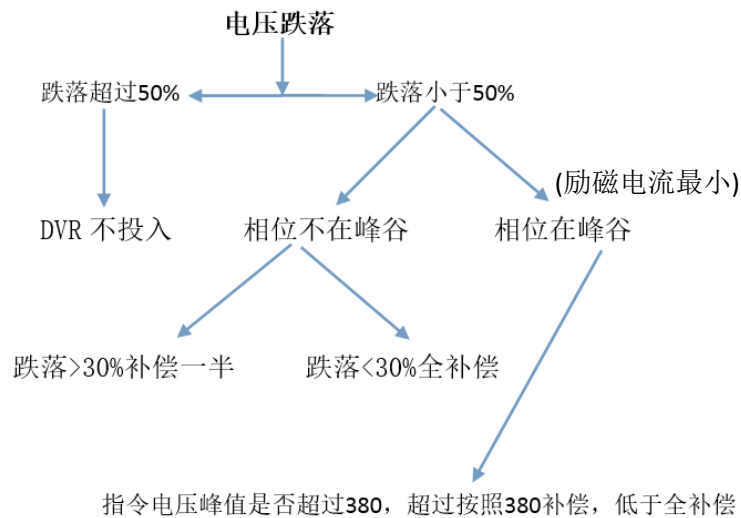 电压跌落
跌落超过50%
跌落小于50%
(励磁电流最小)
DVR 不投入
相位不在峰谷
相位在峰谷
跌落>30%补偿一半
跌落<30%全补偿
指令电压峰值是否超过380，超过按照380补偿，低于全补偿